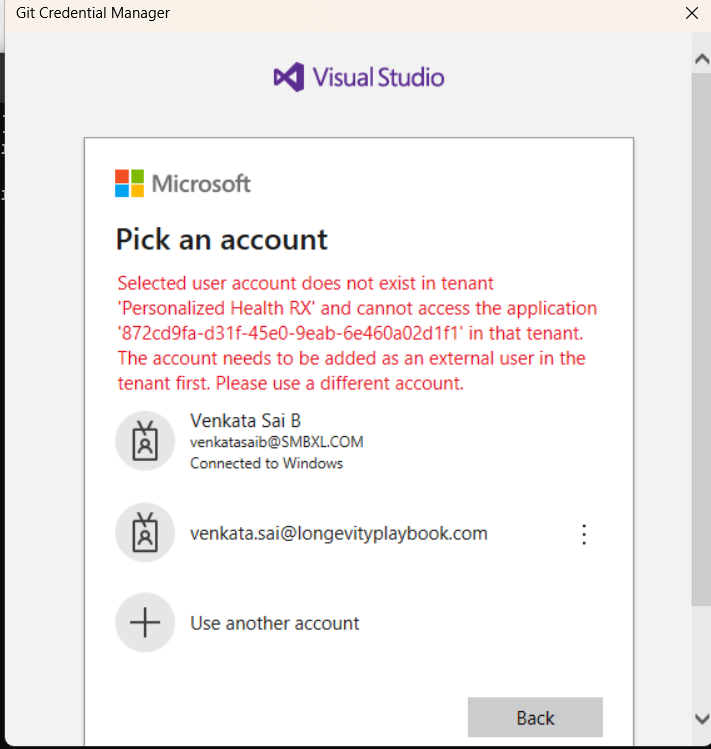 Git Credential Manager
Visual Studio
Microsoft
Pick an account
Selected user account does not exist in tenant
'Personalized Health RX' and cannot access the application
'872cd9fa-d31f-45e0-9eab-6e460a02d1f1' in that tenant.
The account needs to be added as an external user in the
tenant first. Please use a different account.
Venkata Sai B
venkatasaib@SMBXL.COM
Connected to Windows
venkata.sai@longevityplaybook.com
Use another account
Back